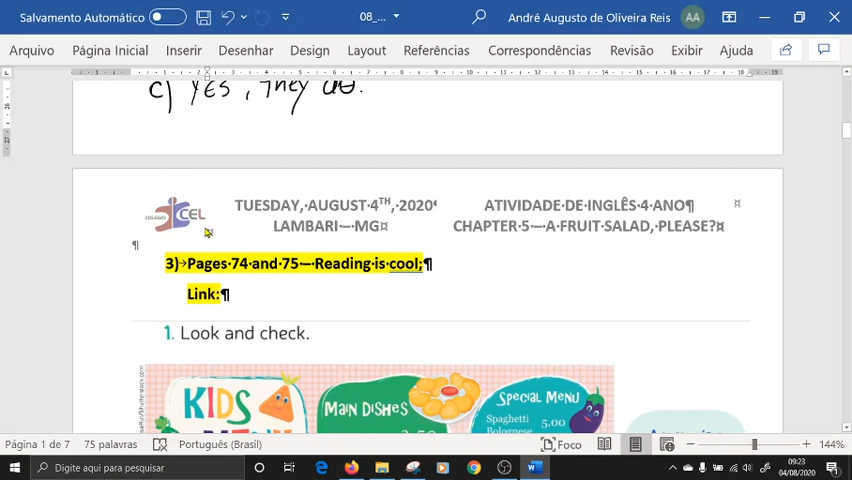 Salvamento Automático
08_...
André Augusto de Oliveira Reis
AA
Arquivo Página Inicial Inserir Desenhar Design Layout Referências Correspondências Revisão Exibir Ajuda
c) YES, THEY do.
COLÉGIO CEL
TUESDAY, AUGUST 4TH, 2020
ATIVIDADE DE INGLÊS 4 ANO¶
LAMBARI – MG¤
CHAPTER 5 – A FRUIT SALAD, PLEASE?¤
¶
3)→Pages 74 and 75 – Reading is cool;¶
Link:¶
1. Look and check.
KIDS
MAIN DISHES
SPECIAL MENU
Spaghetti 5.00
Bolognese
Página 1 de 7 75 palavras Português (Brasil) Foco 144%
Digite aqui para pesquisar
09:23
04/08/2020